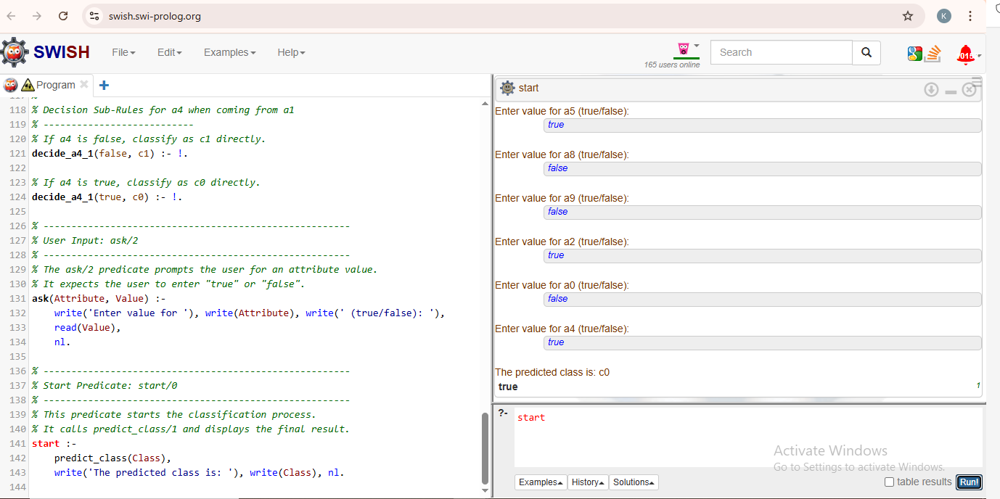 swish.swi-prolog.org
K
SWISH
File Edit Examples Help
165 users online
Search
015
Program
118 % Decision Sub-Rules for a4 when coming from a1
119 % --------------------------
120 % If a4 is false, classify as c1 directly.
121 decide_a4_1(false, c1) :- !.
122
123 % If a4 is true, classify as c0 directly.
124 decide_a4_1(true, c0) :- !.
125
126 % -----------------------------------------------------
127 % User Input: ask/2
128 % -----------------------------------------------------
129 % The ask/2 predicate prompts the user for an attribute value.
130 % It expects the user to enter "true" or "false".
131 ask(Attribute, Value) :-
132 write('Enter value for '), write(Attribute), write(' (true/false): '),
133 read(Value),
134 nl.
135
136 % -----------------------------------------------------
137 % Start Predicate: start/0
138 % -----------------------------------------------------
139 % This predicate starts the classification process.
140 % It calls predict_class/1 and displays the final result.
141 start :-
142 predict_class(Class),
143 write('The predicted class is: '), write(Class), nl.
144
start
Enter value for a5 (true/false):
true
Enter value for a8 (true/false):
false
Enter value for a9 (true/false):
false
Enter value for a2 (true/false):
true
Enter value for a0 (true/false):
false
Enter value for a4 (true/false):
true
The predicted class is: c0
true 1
?- start
Activate Windows
Go to Settings to activate Windows.
Examples History Solutions table results Run!